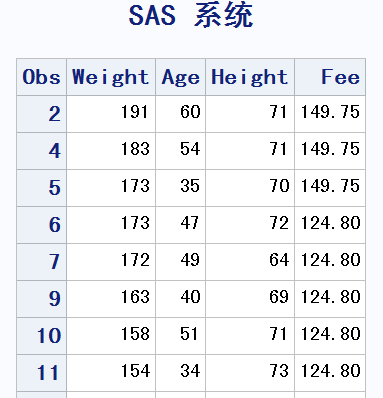 SAS 系统
Obs Weight Age Height Fee
2 191 60 71 149.75
4 183 54 71 149.75
5 173 35 70 149.75
6 173 47 72 124.80
7 172 49 64 124.80
9 163 40 69 124.80
10 158 51 71 124.80
11 154 34 73 124.80